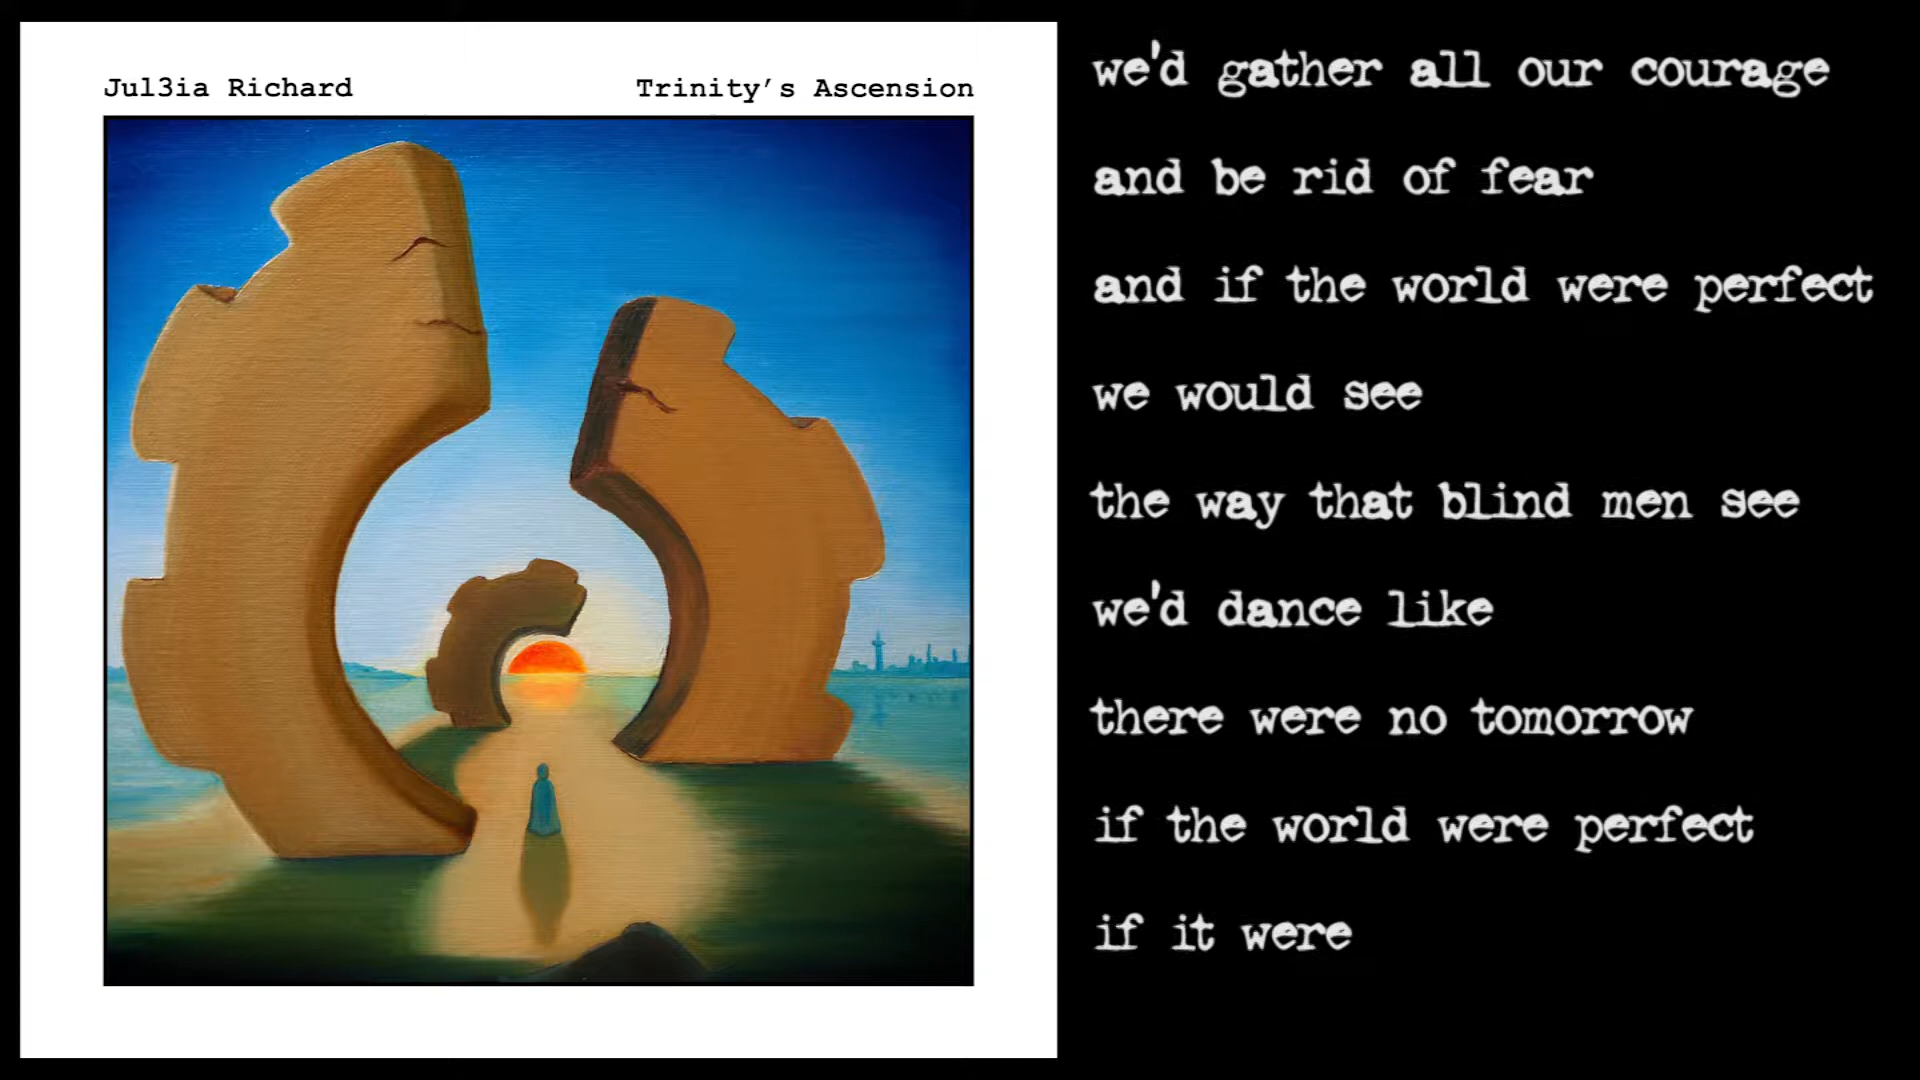 Jul3ia Richard
Trinity’s Ascension
we'd gather all our courage
and be rid of fear
and if the world were perfect
we would see
the way that blind men see
we'd dance like
there were no tomorrow
if the world were perfect
if it were